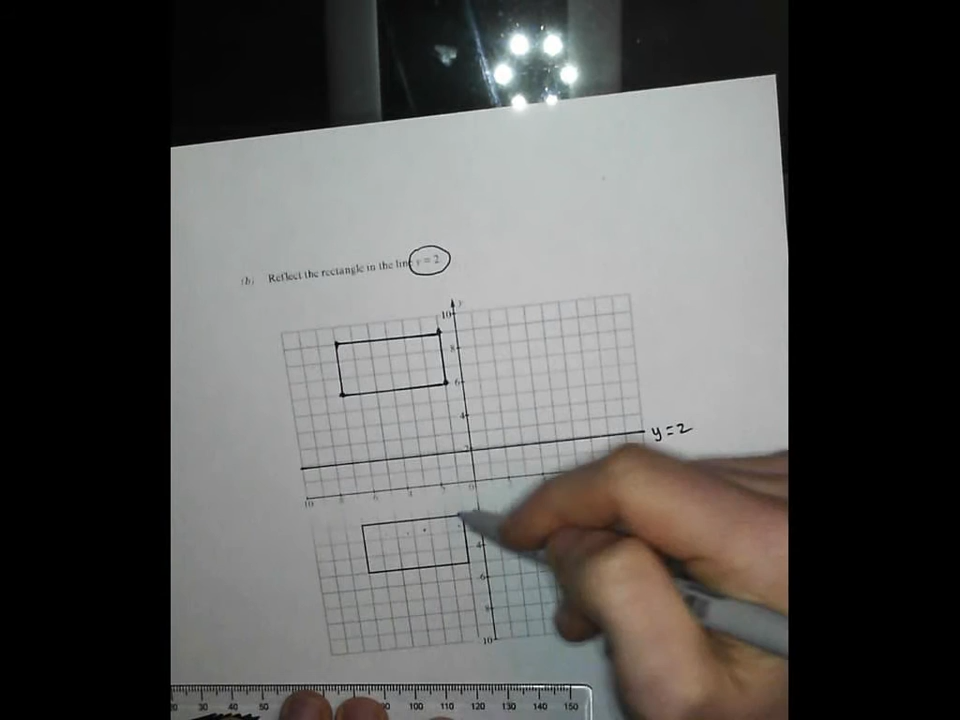 (b) Reflect the rectangle in the line y = 2.
y
10
8
6
4
2
y = 2
10 8 6 4 2 0
4
6
8
10
30 40 50 80 90 100 110 120 130 140 150